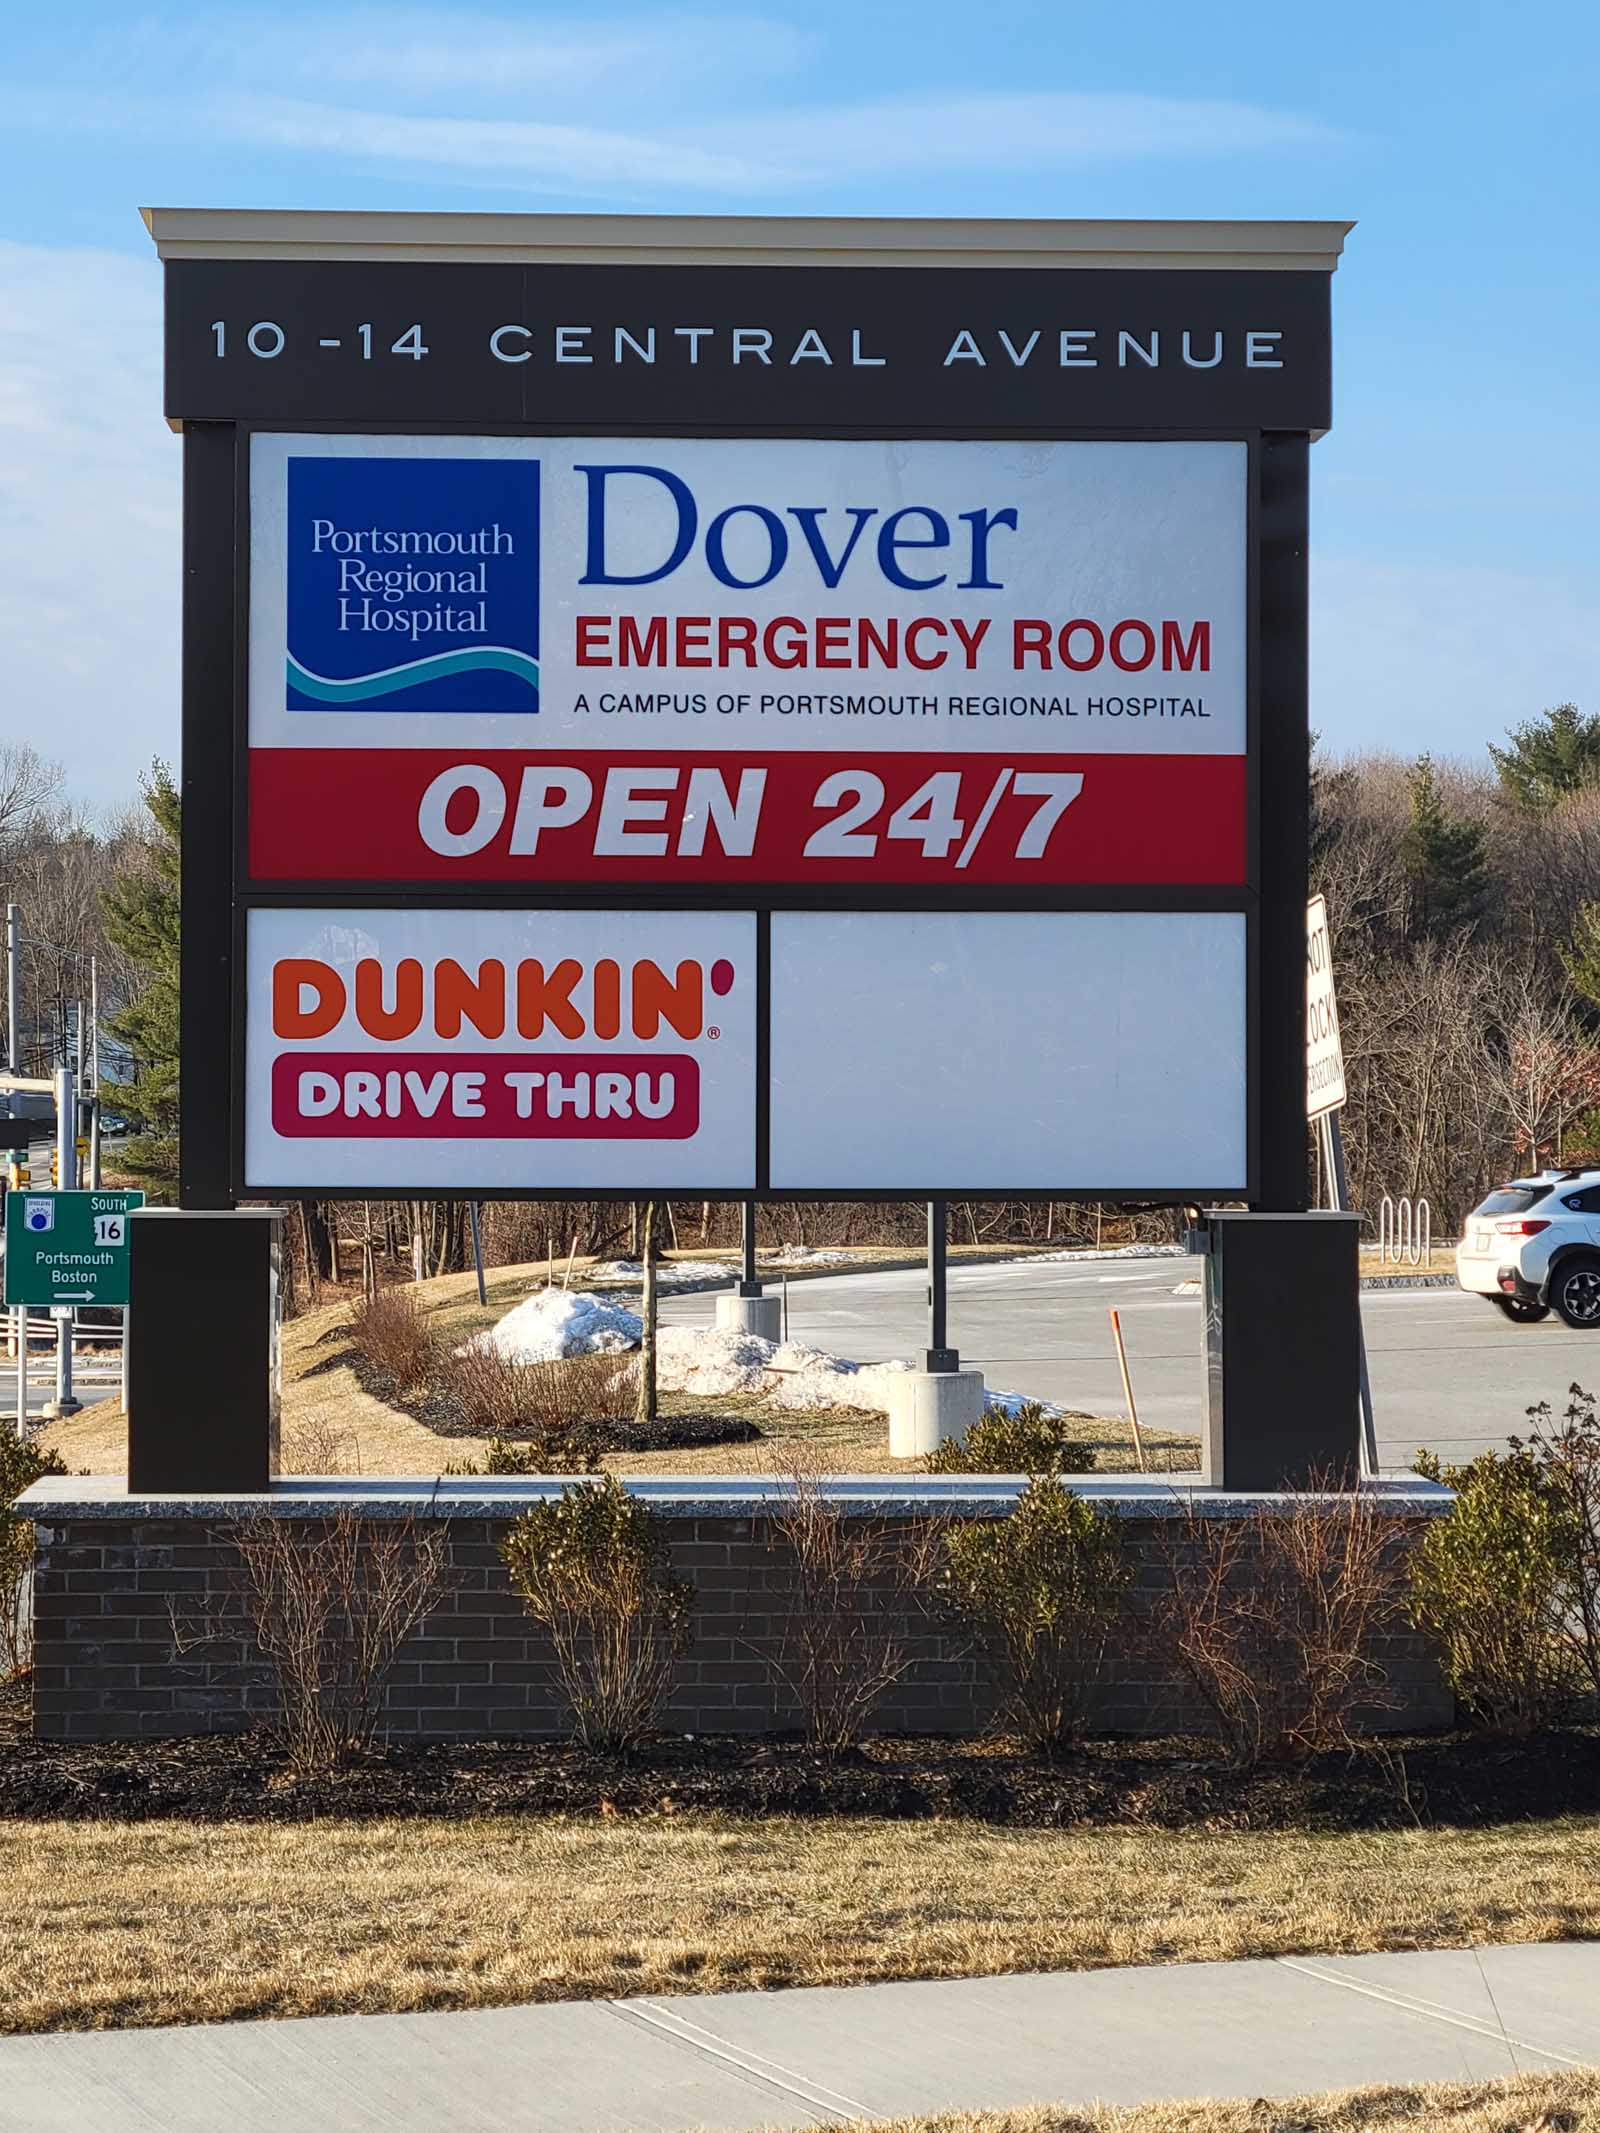 10-14 CENTRAL AVENUE
Portsmouth
Regional
Hospital
Dover
EMERGENCY ROOM
A CAMPUS OF PORTSMOUTH REGIONAL HOSPITAL
OPEN 24/7
DUNKIN'®
DRIVE THRU
SOUTH
16
Portsmouth
Boston